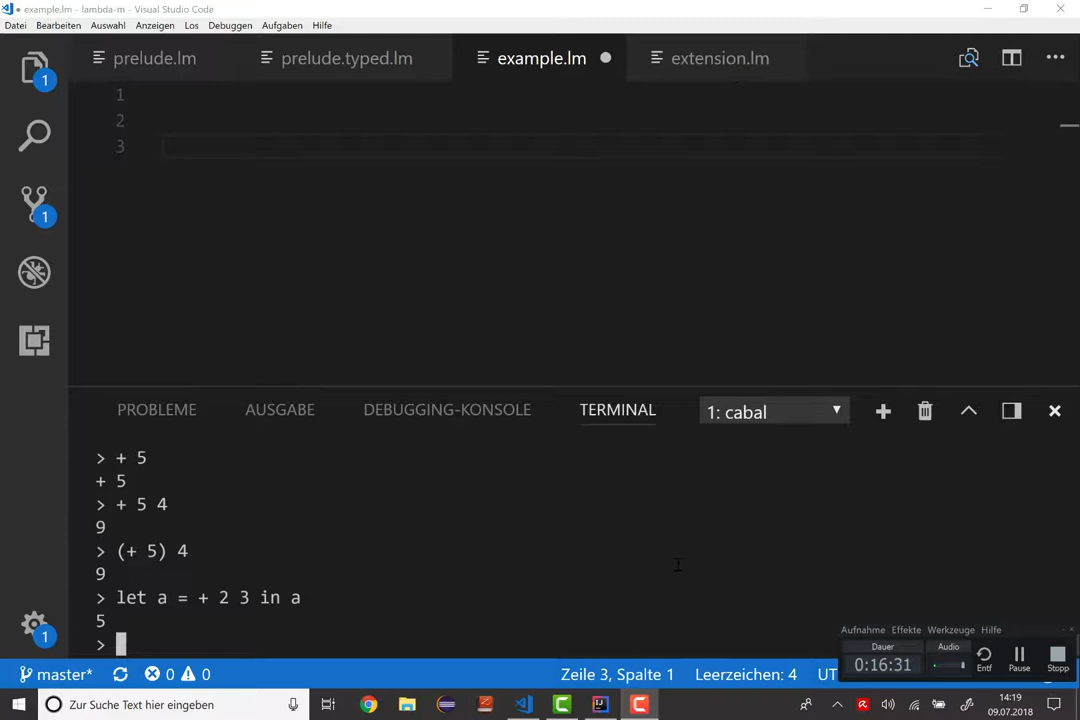 example.lm - lambda-m - Visual Studio Code
Datei Bearbeiten Auswahl Anzeigen Los Debuggen Aufgaben Hilfe
prelude.lm prelude.typed.lm example.lm extension.lm
1
1
2
3
1
1
PROBLEME AUSGABE DEBUGGING-KONSOLE TERMINAL 1: cabal
> + 5
+ 5
> + 5 4
9
> (+ 5) 4
9
> let a = + 2 3 in a
5
>
Aufnahme Effekte Werkzeuge Hilfe
Dauer Audio
0:16:31 Entf Pause Stopp
master* 0 0 Zeile 3, Spalte 1 Leerzeichen: 4 UT
Zur Suche Text hier eingeben
14:19
09.07.2018